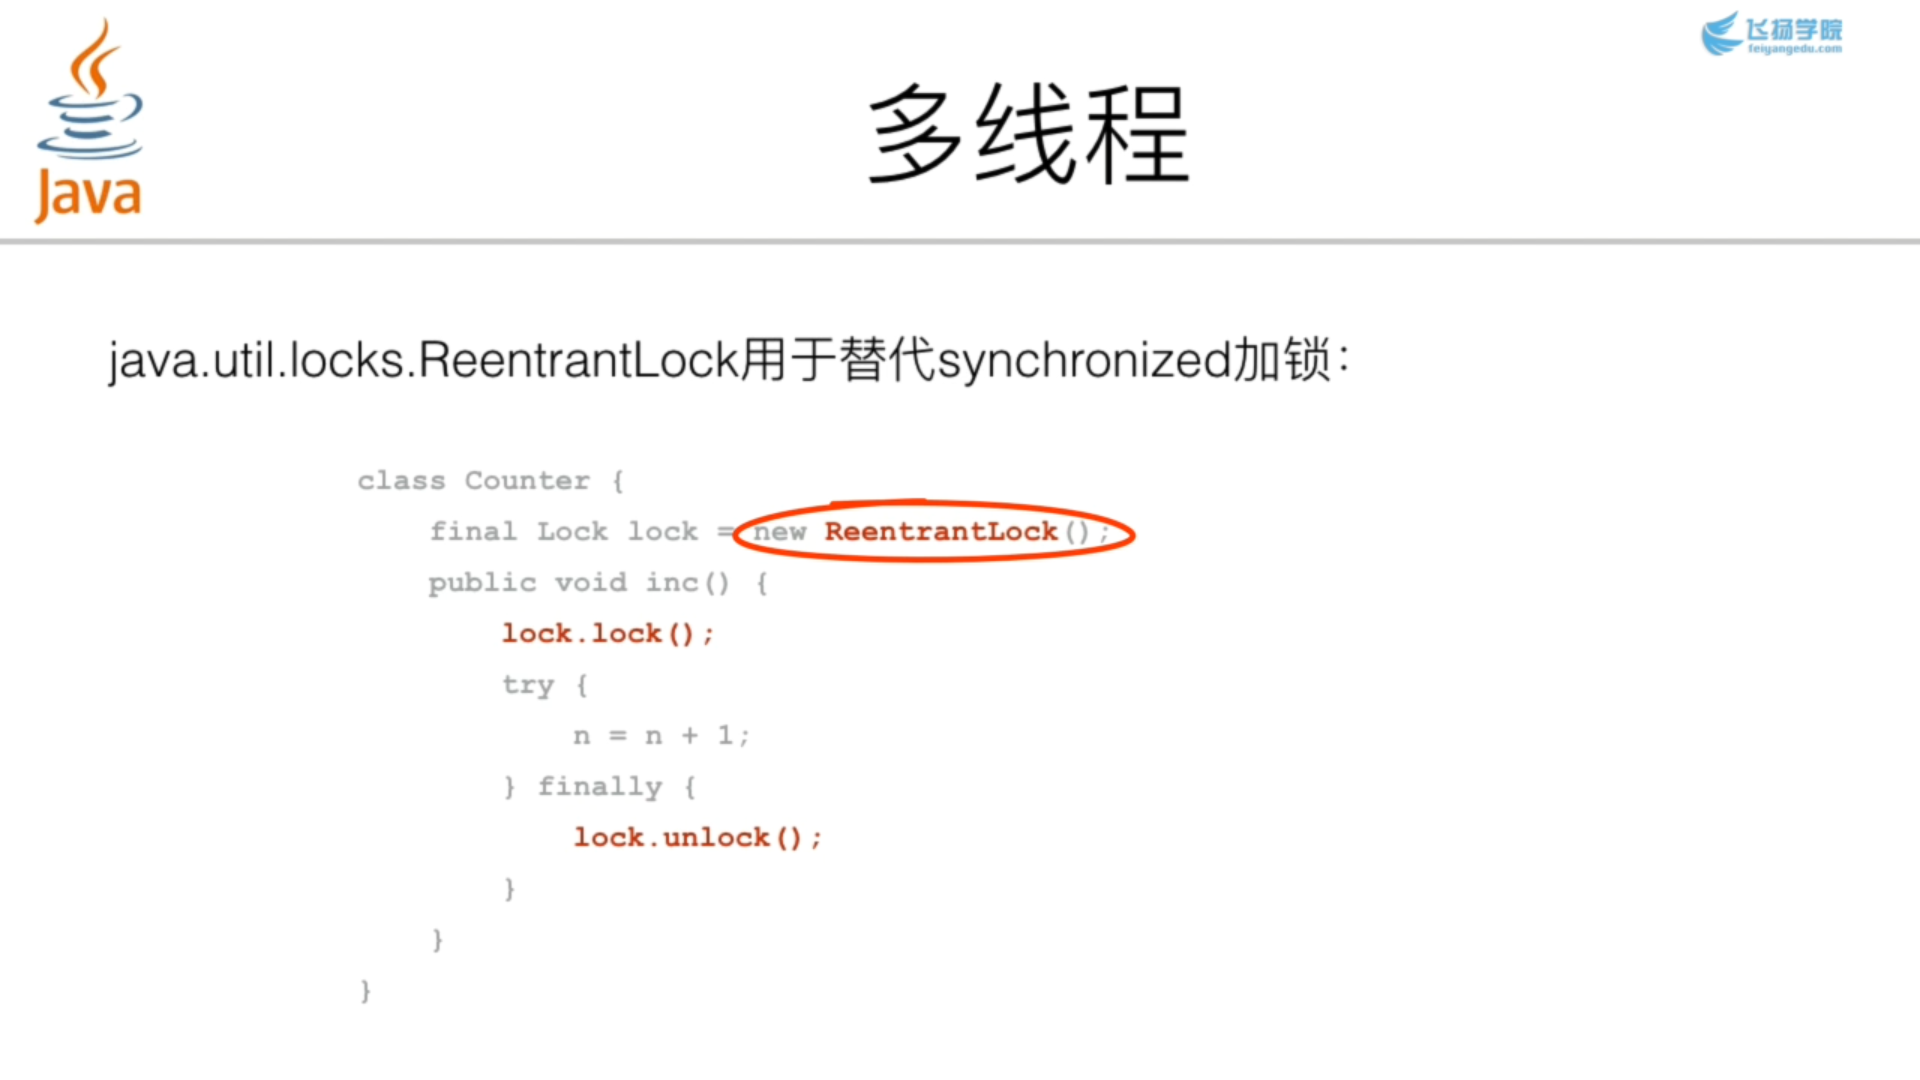 飞扬学院
feiyangedu.com
Java
多线程
java.util.locks.ReentrantLock用于替代synchronized加锁：
class Counter {
    final Lock lock = new ReentrantLock();
    public void inc() {
        lock.lock();
        try {
            n = n + 1;
        } finally {
            lock.unlock();
        }
    }
}